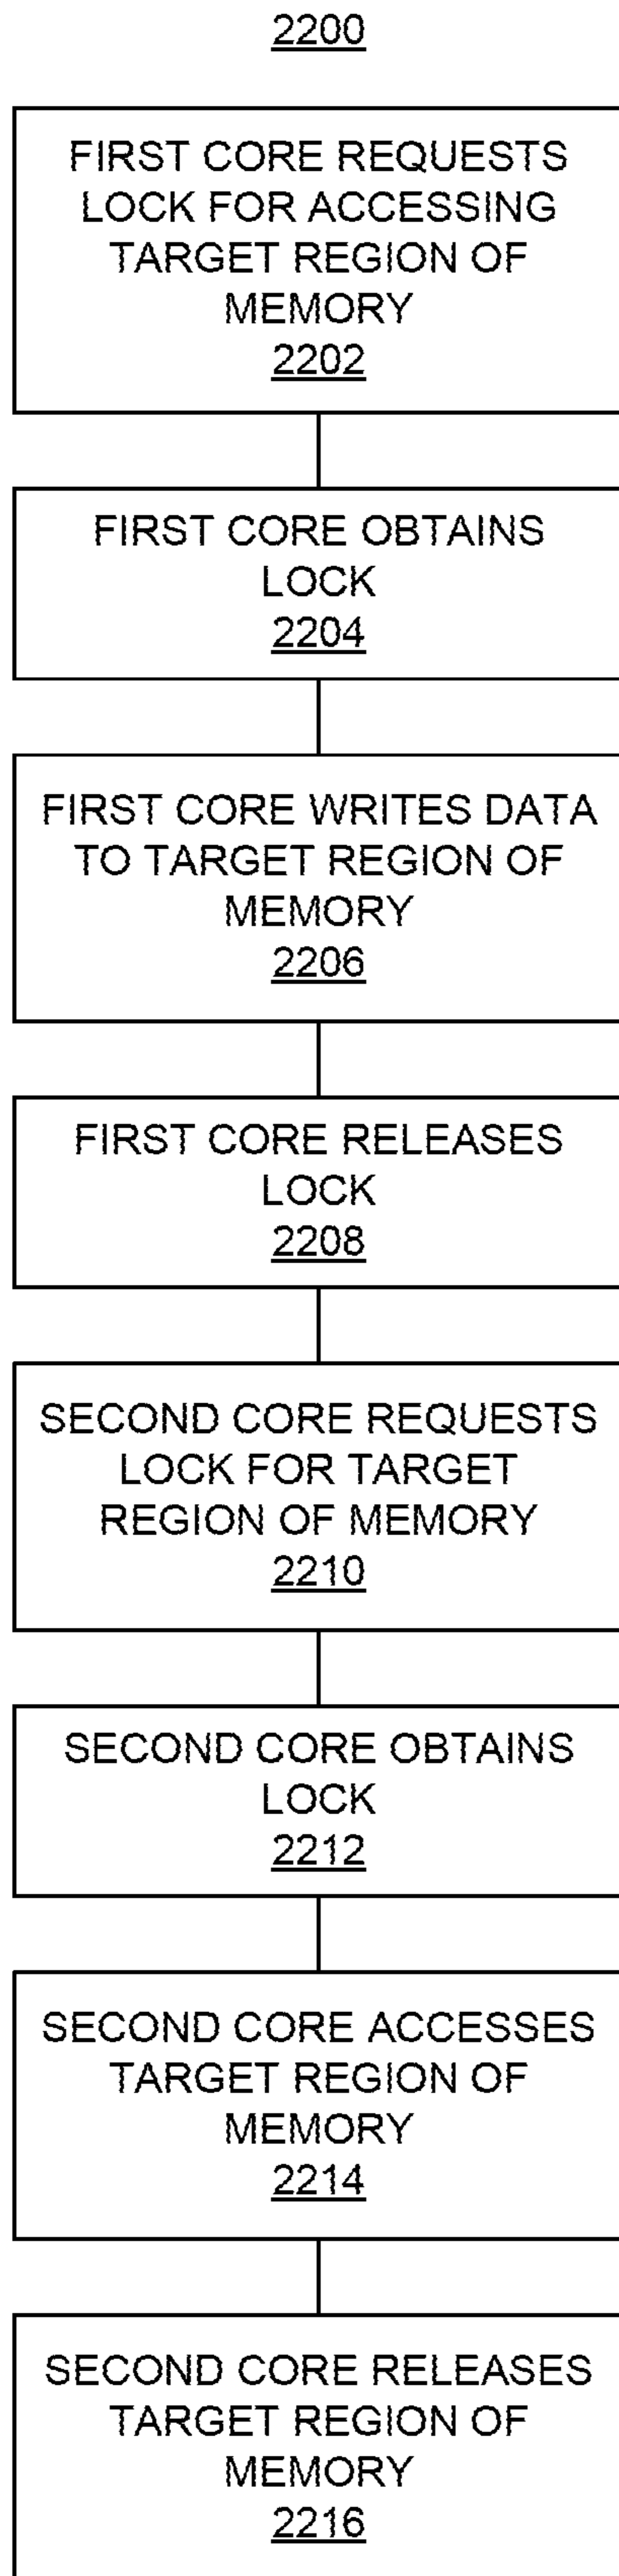 2200
FIRST CORE REQUESTS
LOCK FOR ACCESSING
TARGET REGION OF
MEMORY
2202
FIRST CORE OBTAINS
LOCK
2204
FIRST CORE WRITES DATA
TO TARGET REGION OF
MEMORY
2206
FIRST CORE RELEASES
LOCK
2208
SECOND CORE REQUESTS
LOCK FOR TARGET
REGION OF MEMORY
2210
SECOND CORE OBTAINS
LOCK
2212
SECOND CORE ACCESSES
TARGET REGION OF
MEMORY
2214
SECOND CORE RELEASES
TARGET REGION OF
MEMORY
2216